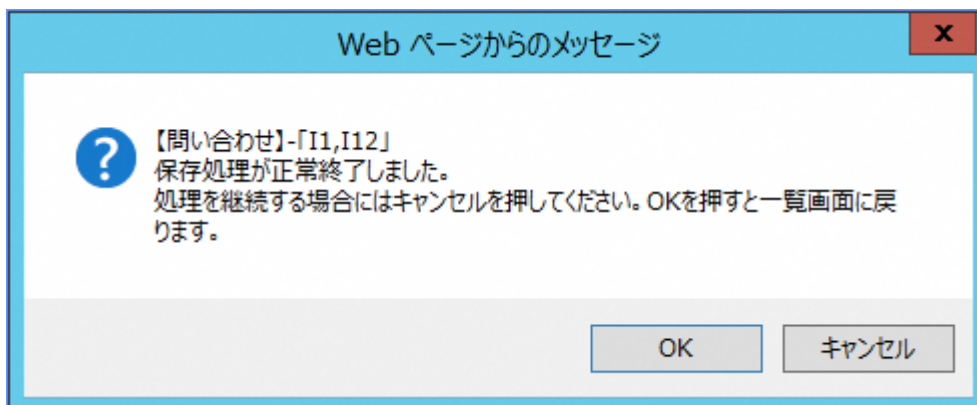 Web ページからのメッセージ
x
?
【問い合わせ】-「I1,I12」
保存処理が正常終了しました。
処理を継続する場合にはキャンセルを押してください。OKを押すと一覧画面に戻
ります。
OK
キャンセル